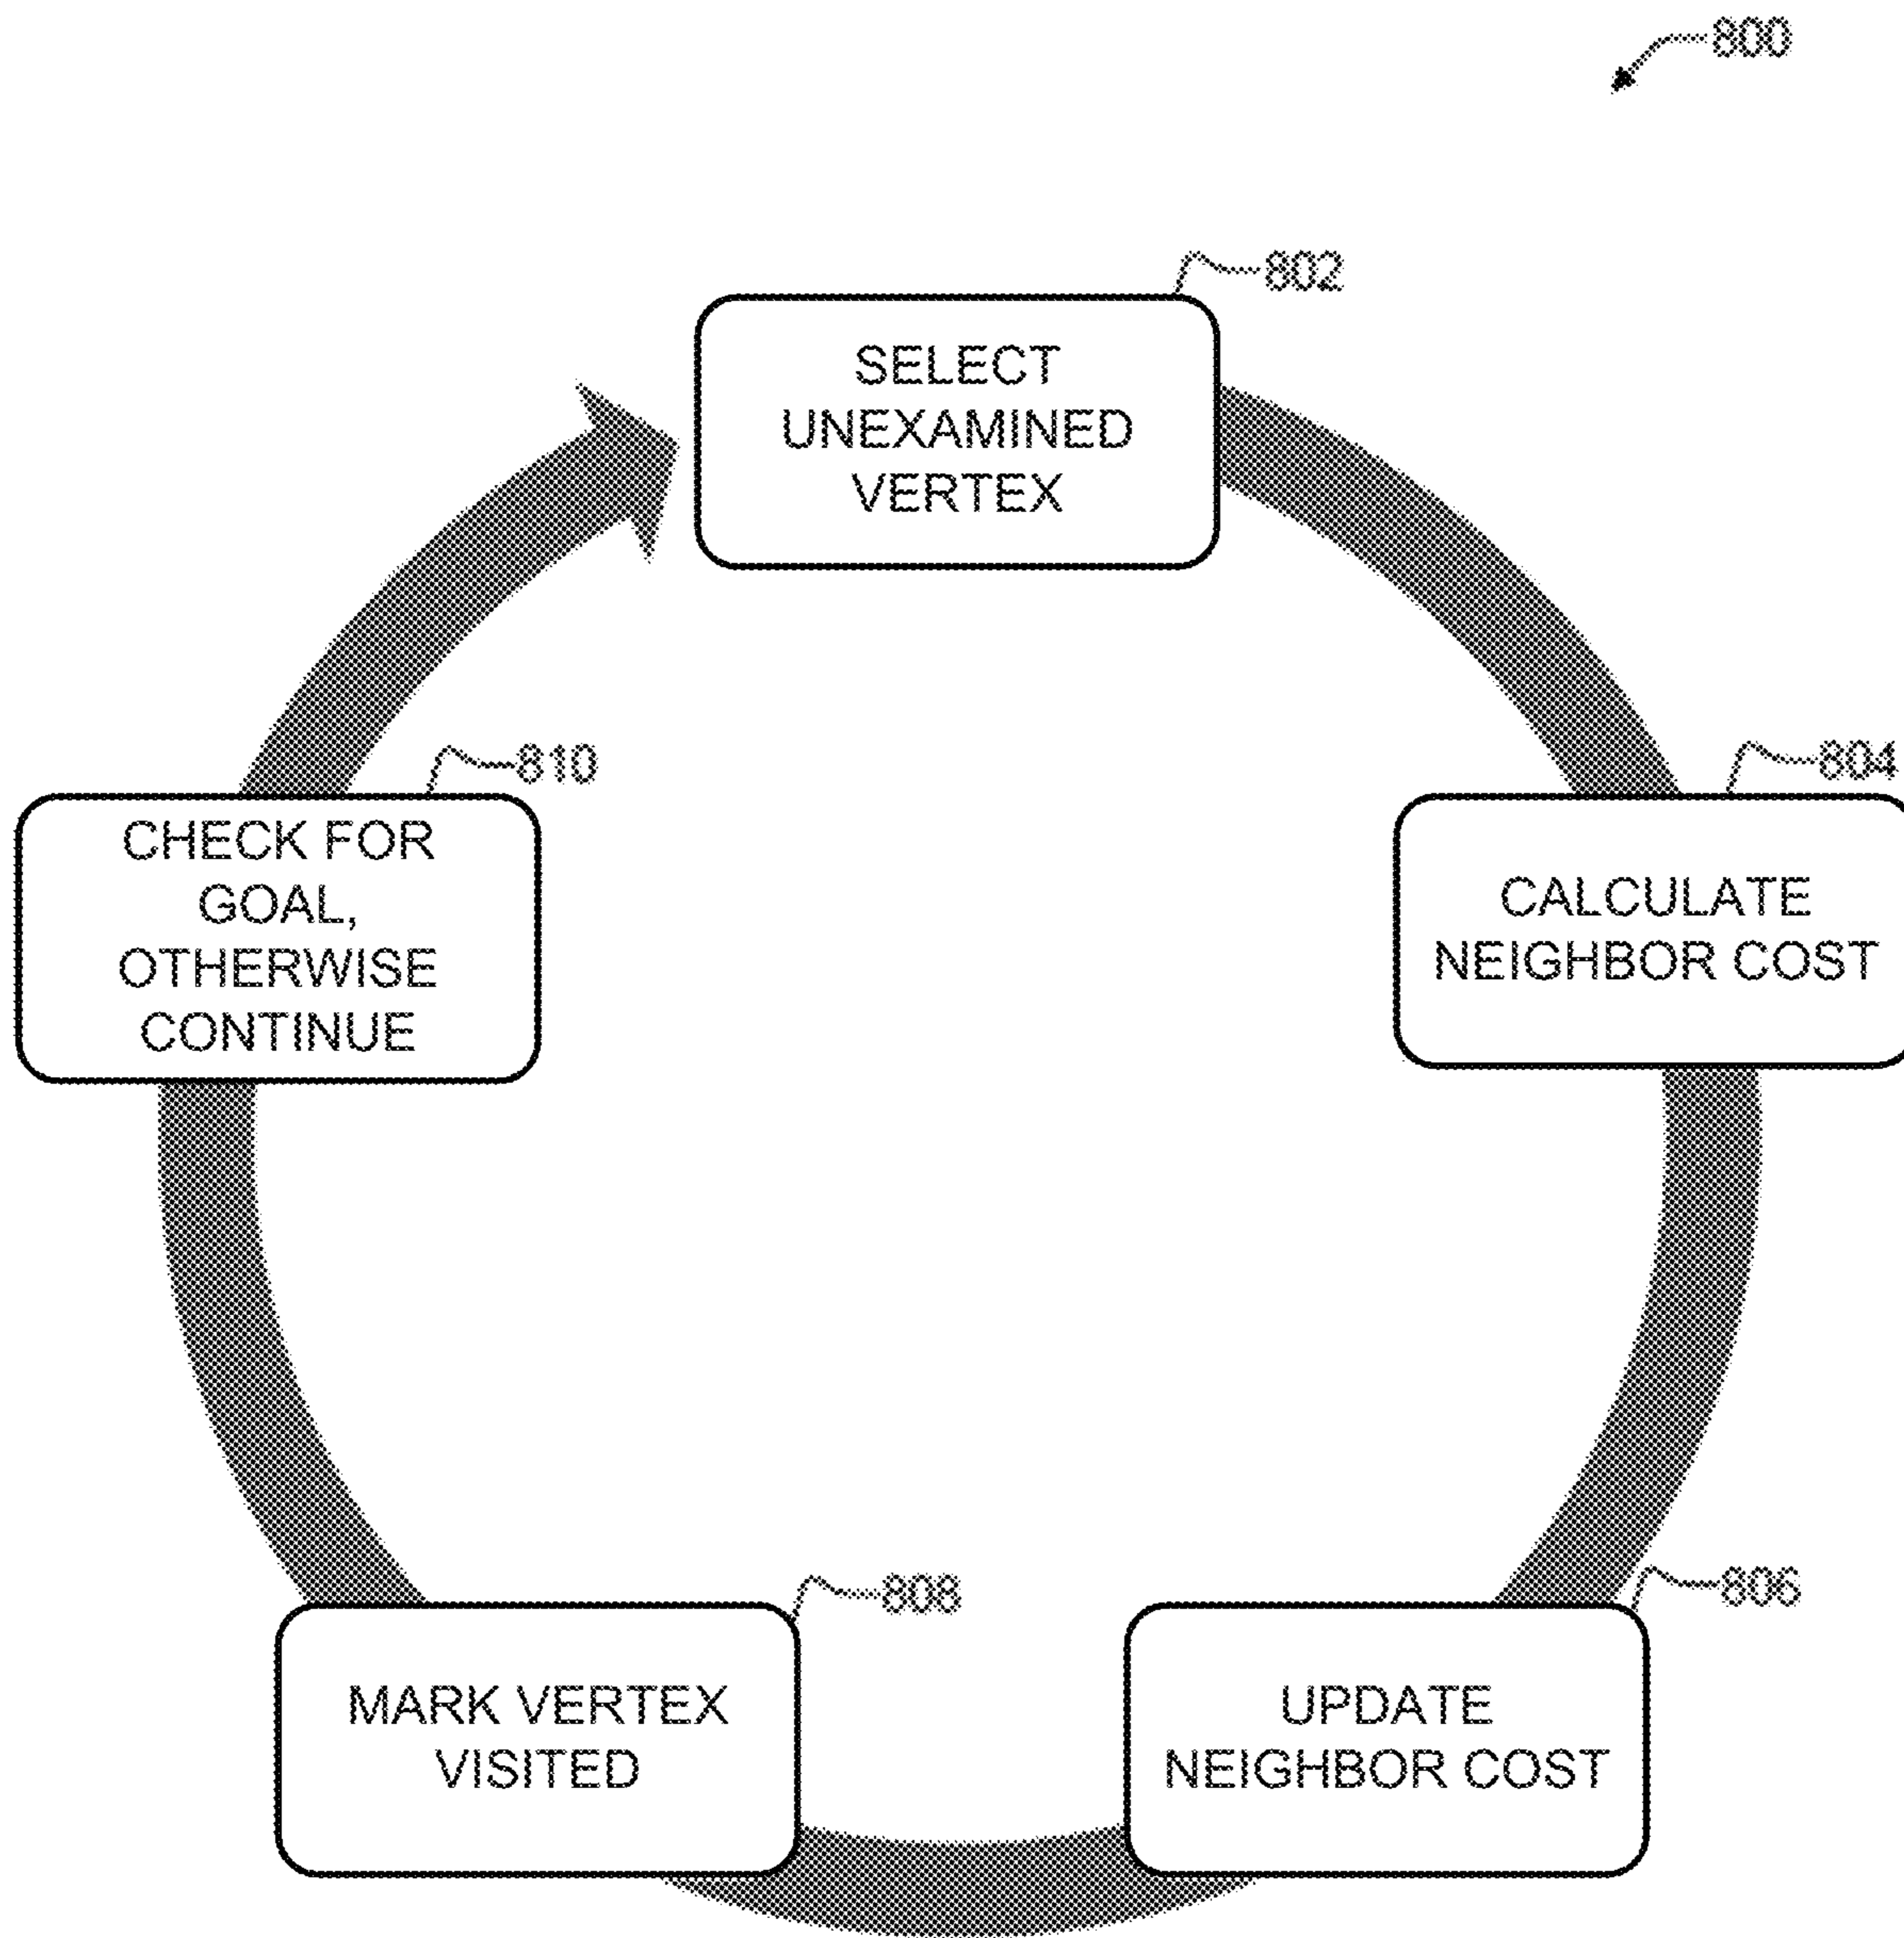 800
802
SELECT
UNEXAMINED
VERTEX
804
CALCULATE
NEIGHBOR COST
806
UPDATE
NEIGHBOR COST
808
MARK VERTEX
VISITED
810
CHECK FOR
GOAL,
OTHERWISE
CONTINUE